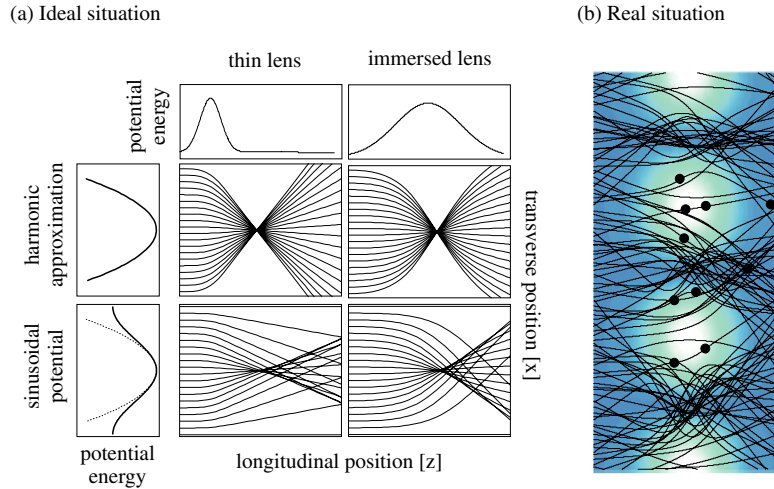 (a) Ideal situation
(b) Real situation
thin lens
immersed lens
potential
energy
harmonic
approximation
transverse position [x]
sinusoidal
potential
potential
energy
longitudinal position [z]